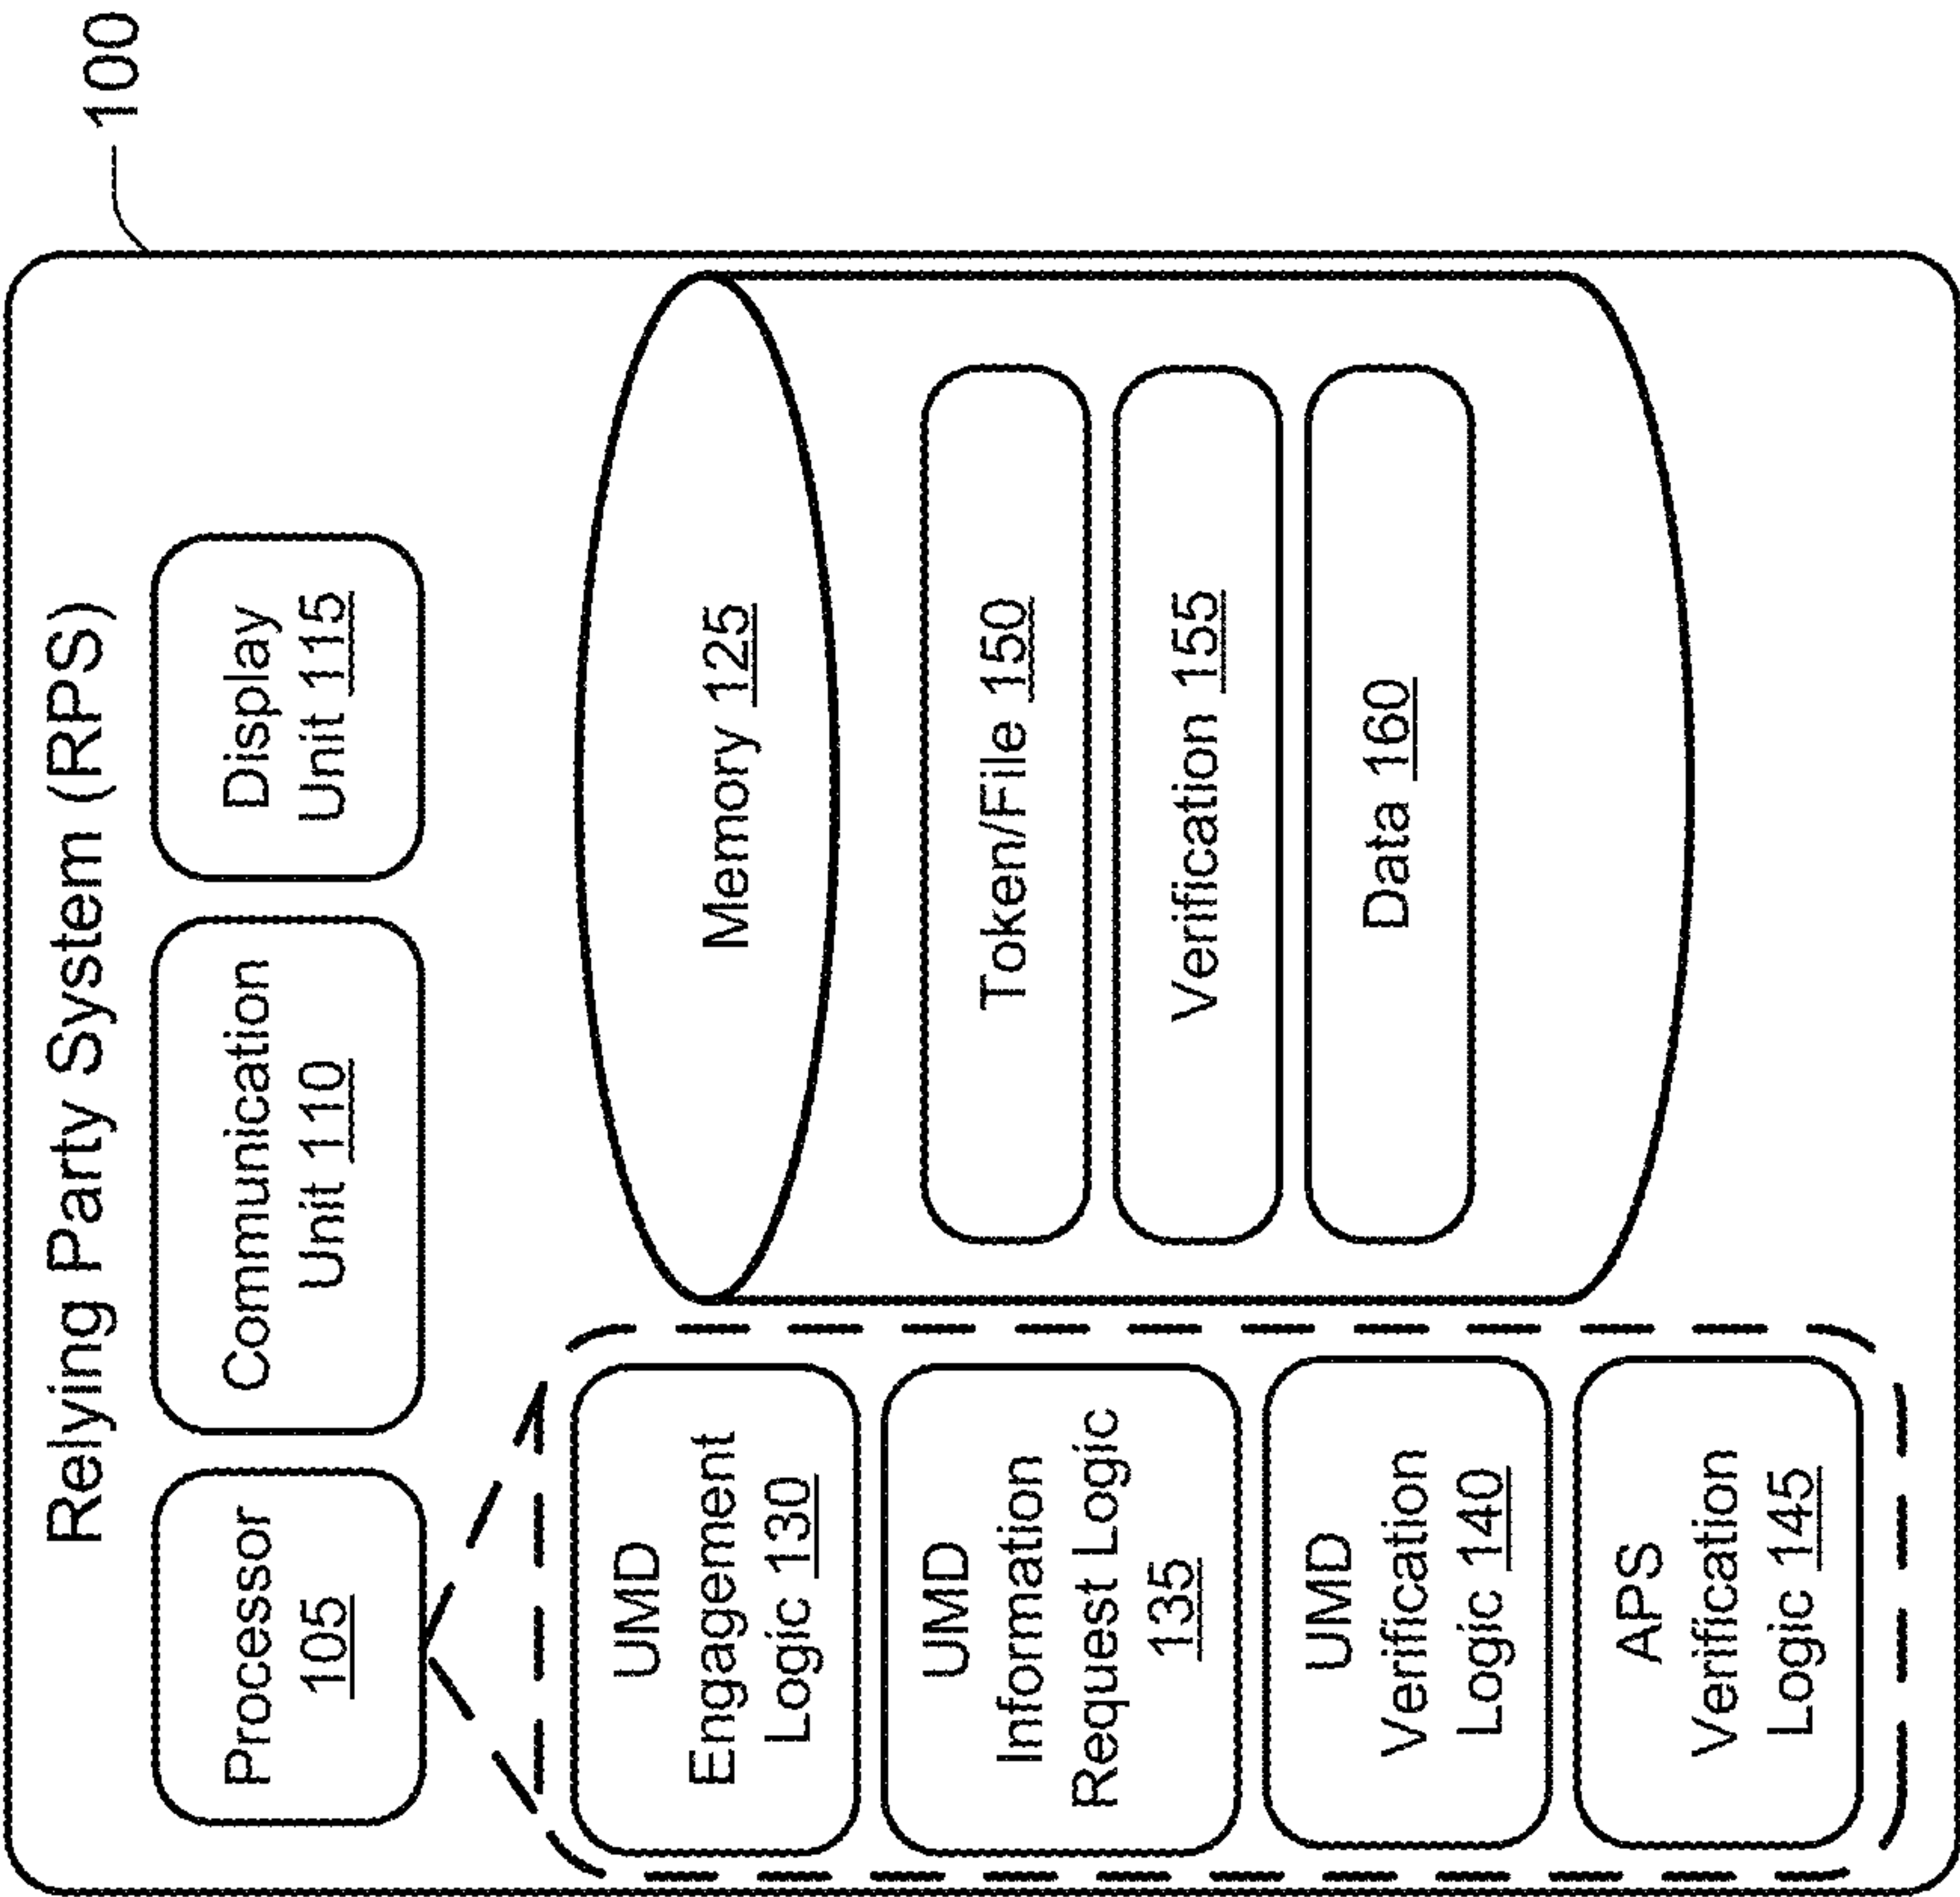 Relying Party System (RPS)
100
Processor
105
Communication
Unit 110
Display
Unit 115
UMD
Engagement
Logic 130
UMD
Information
Request Logic
135
UMD
Verification
Logic 140
APS
Verification
Logic 145
Memory 125
Token/File 150
Verification 155
Data 160